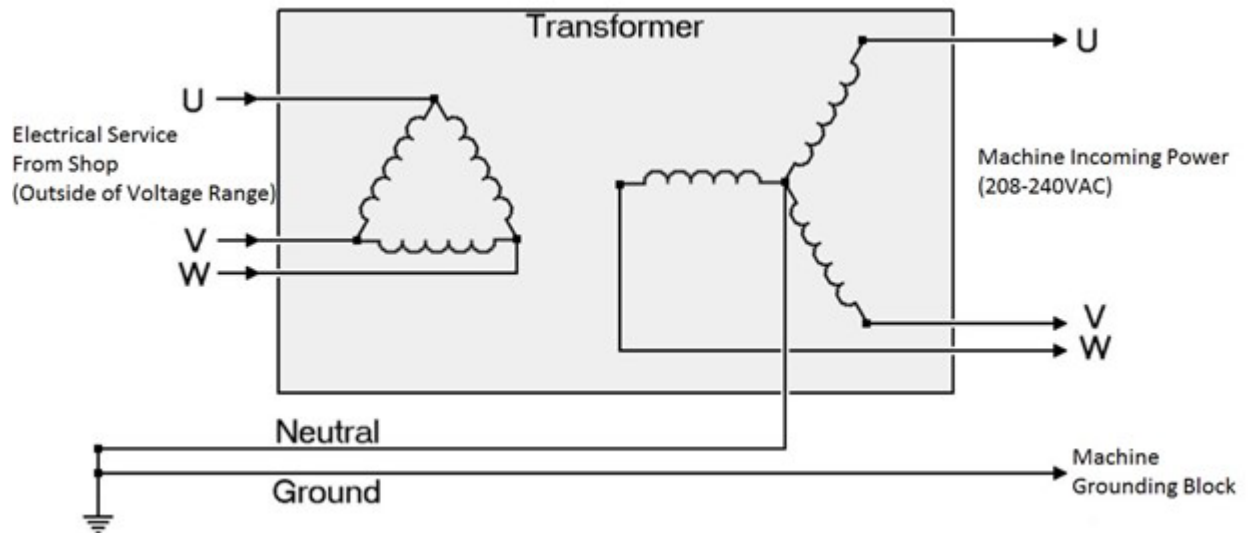 Transformer
U
U
Electrical Service
From Shop
(Outside of Voltage Range)
Machine Incoming Power
(208-240VAC)
V
W
V
W
Neutral
Ground
Machine
Grounding Block